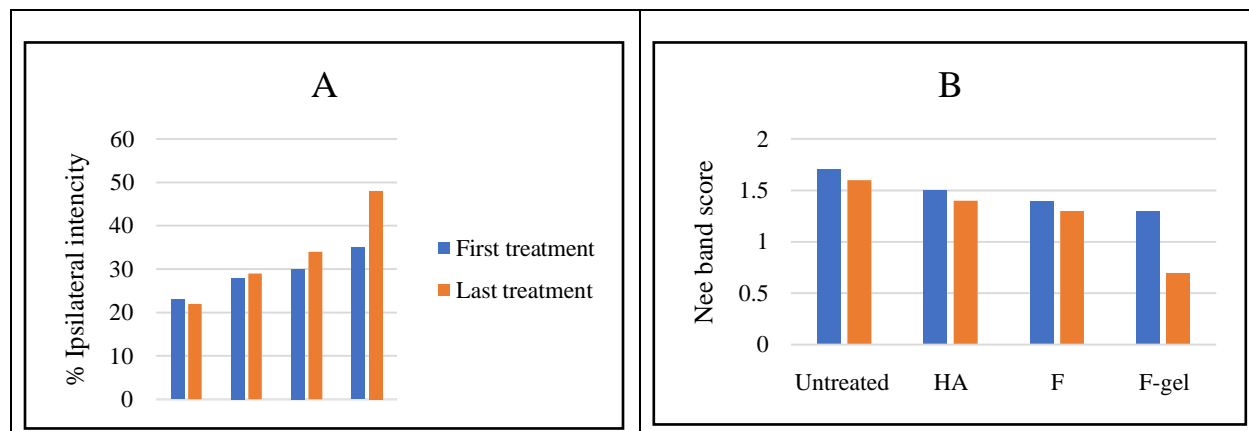 A
% Ipsilateral intencity
60
50
40
30
20
10
0
First treatment
Last treatment
B
Nee band score
2
1.5
1
0.5
0
Untreated HA F F-gel